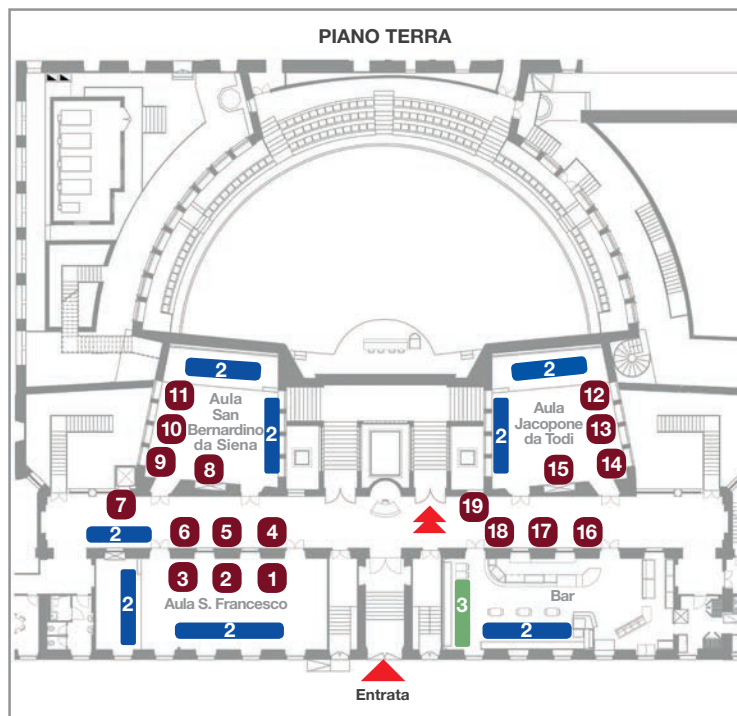 PIANO TERRA
2
2
11
Aula
San
Bernardino
da Siena
2
10
9
8
2
Aula
Jacopone
da Todi
12
13
14
15
7
19
2
6
5
4
18
17
16
3
2
1
Aula S. Francesco
2
2
3
Bar
2
Entrata